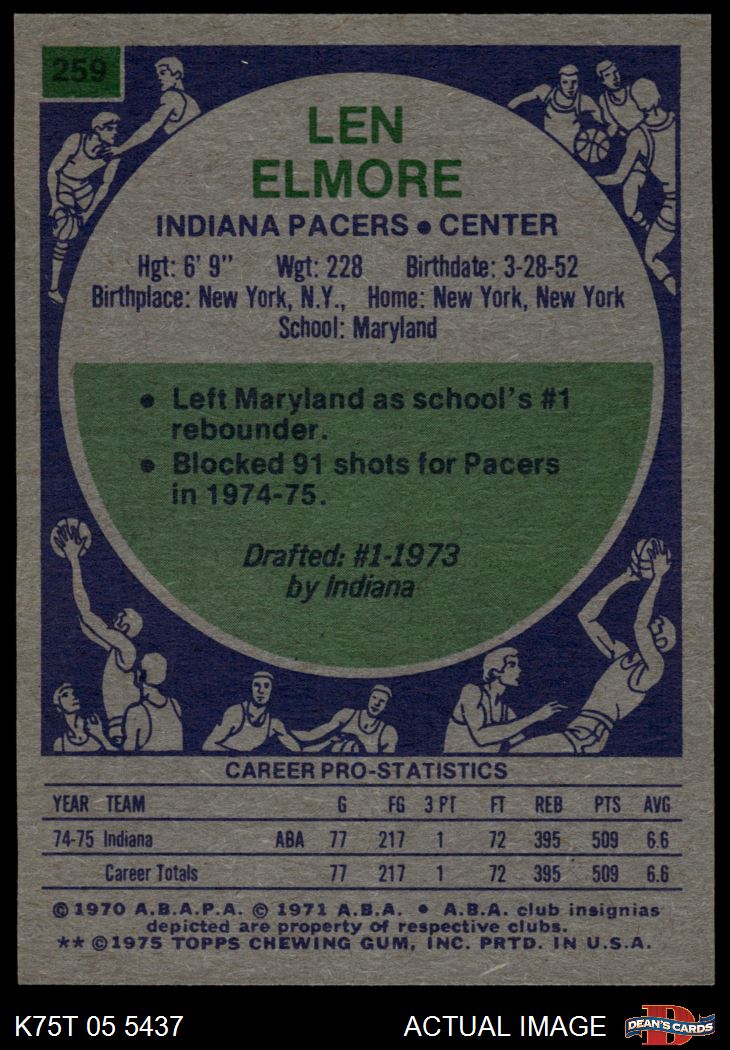 259
LEN
ELMORE
INDIANA PACERS • CENTER
Hgt: 6' 9" Wgt: 228 Birthdate: 3-28-52
Birthplace: New York, N.Y., Home: New York, New York
School: Maryland
• Left Maryland as school's #1
rebounder.
• Blocked 91 shots for Pacers
in 1974-75.
Drafted: #1-1973
by Indiana
CAREER PRO-STATISTICS
YEAR TEAM G FG 3 PT FT REB PTS AVG
74-75 Indiana ABA 77 217 1 72 395 509 6.6
Career Totals 77 217 1 72 395 509 6.6
© 1970 A.B.A.P.A. © 1971 A.B.A. • A.B.A. club insignias
depicted are property of respective clubs.
** ©1975 TOPPS CHEWING GUM, INC. PRTD. IN U.S.A.
K75T 05 5437 ACTUAL IMAGE D DEAN'S CARDS